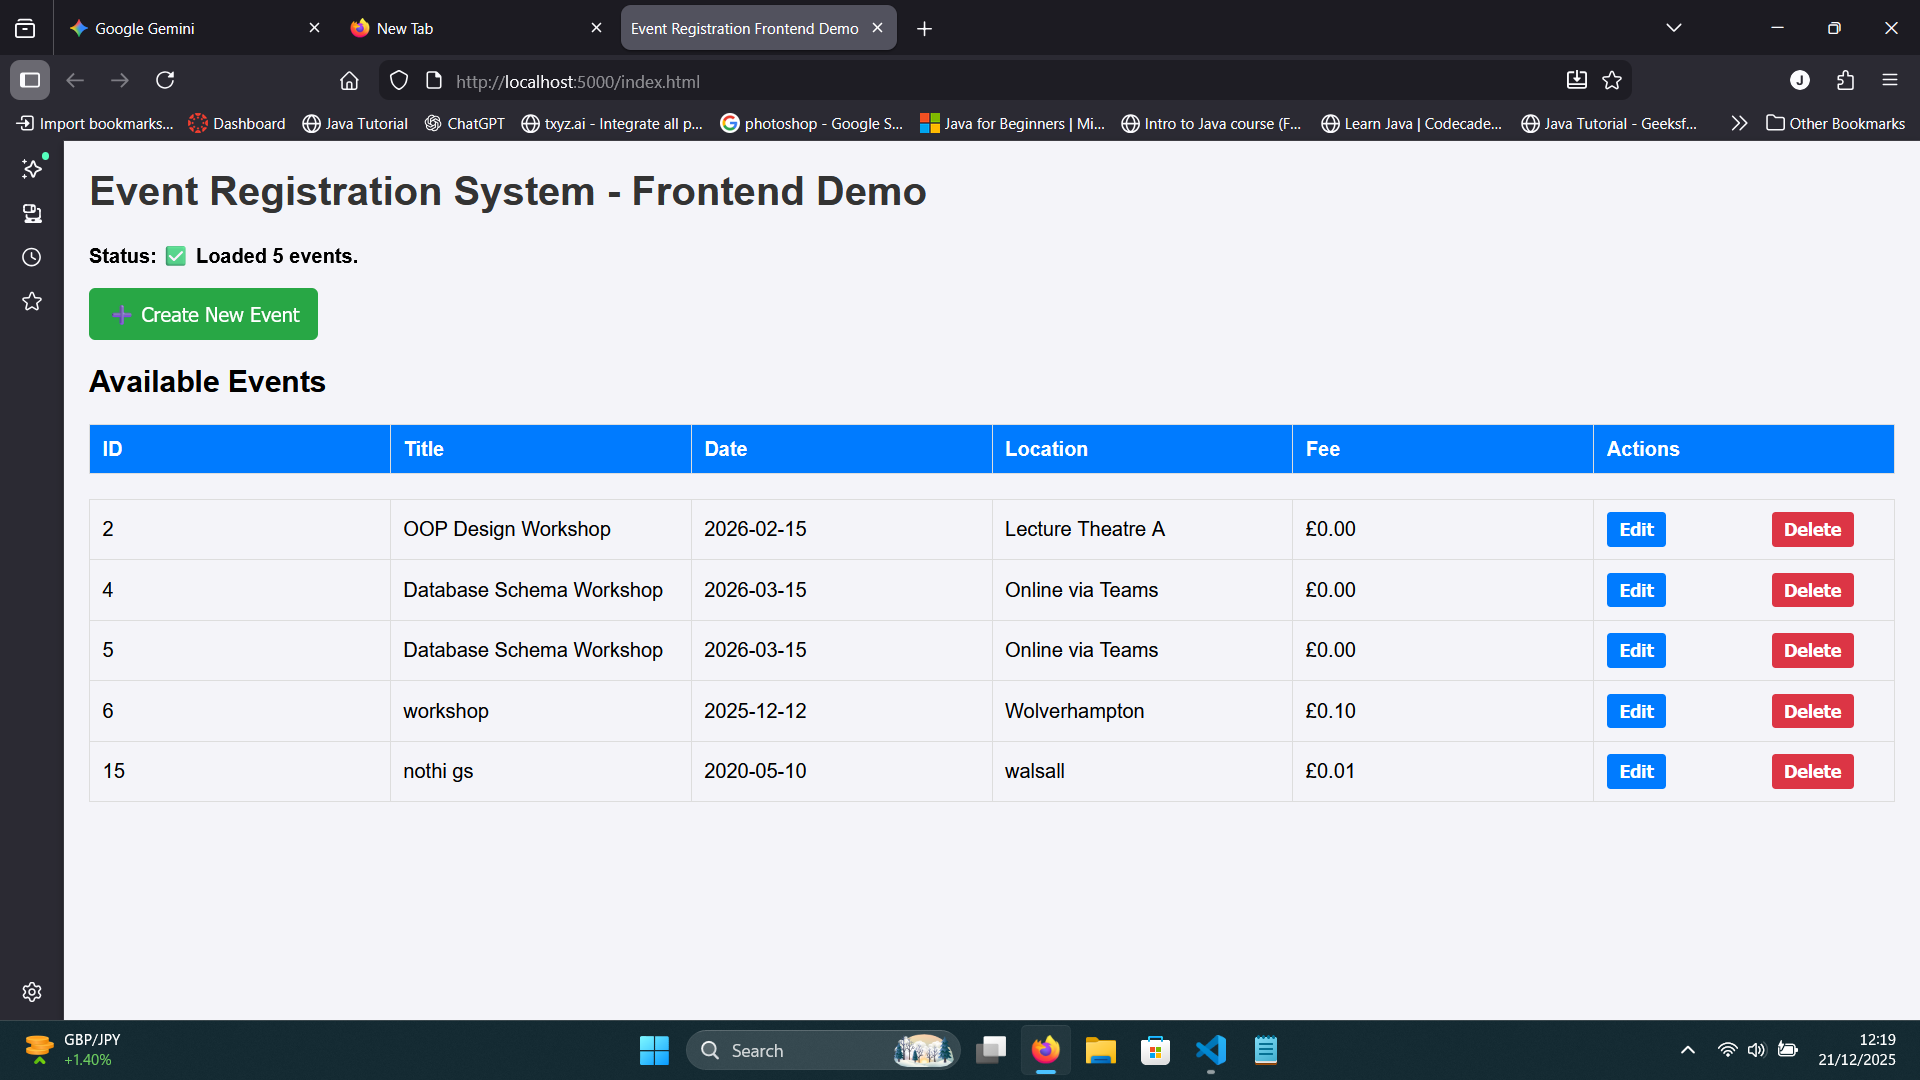 Google Gemini
New Tab
Event Registration Frontend Demo
http://localhost:5000/index.html
J
Import bookmarks...
Dashboard
Java Tutorial
ChatGPT
txyz.ai - Integrate all p...
photoshop - Google S...
Java for Beginners | Mi...
Intro to Java course (F...
Learn Java | Codecade...
Java Tutorial - Geeksf...
Other Bookmarks
Event Registration System - Frontend Demo
Status: ✅ Loaded 5 events.
➕ Create New Event
Available Events
ID Title Date Location Fee Actions
2 OOP Design Workshop 2026-02-15 Lecture Theatre A £0.00 Edit Delete
4 Database Schema Workshop 2026-03-15 Online via Teams £0.00 Edit Delete
5 Database Schema Workshop 2026-03-15 Online via Teams £0.00 Edit Delete
6 workshop 2025-12-12 Wolverhampton £0.10 Edit Delete
15 nothi gs 2020-05-10 walsall £0.01 Edit Delete
GBP/JPY
+1.40%
Search
12:19
21/12/2025